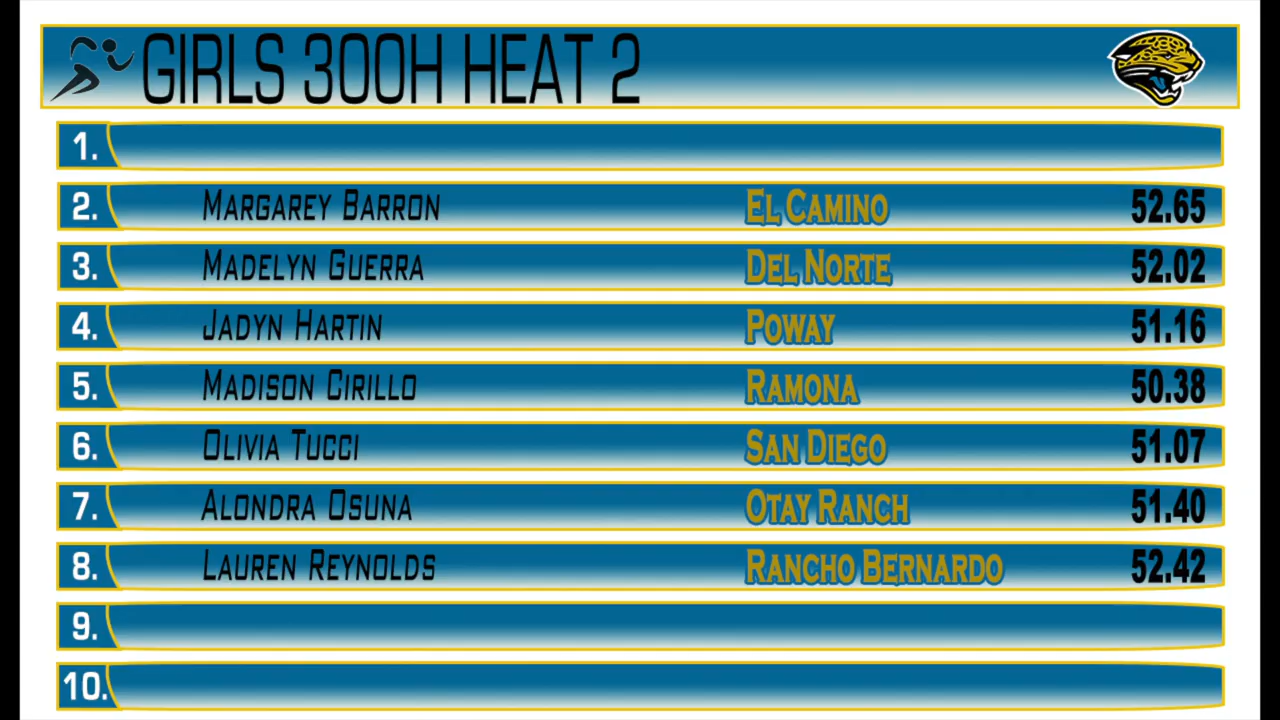 GIRLS 300H HEAT 2
1.
2. MARGAREY BARRON EL CAMINO 52.65
3. MADELYN GUERRA DEL NORTE 52.02
4. JADYN HARTIN POWAY 51.16
5. MADISON CIRILLO RAMONA 50.38
6. OLIVIA TUCCI SAN DIEGO 51.07
7. ALONDRA OSUNA OTAY RANCH 51.40
8. LAUREN REYNOLDS RANCHO BERNARDO 52.42
9.
10.